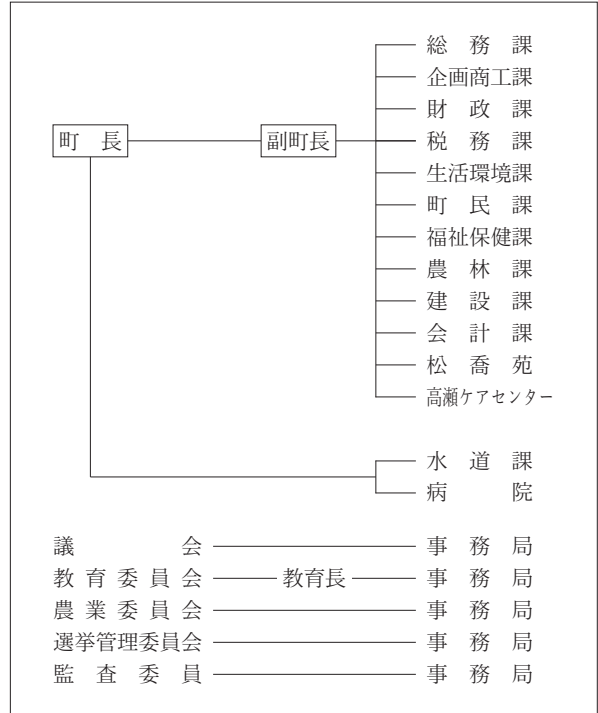 総務課
企画商工課
財政課
町長 副町長 税務課
生活環境課
町民課
福祉保健課
農林課
建設課
会計課
松喬苑
高瀬ケアセンター
水道課
病院
議会 事務局
教育委員会 教育長 事務局
農業委員会 事務局
選挙管理委員会 事務局
監査委員 事務局